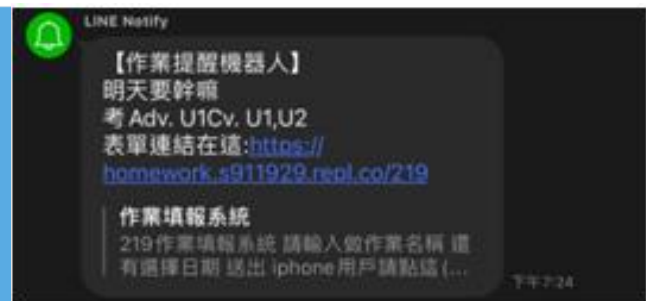 LINE Notify
【作業提醒機器人】
明天要幹嘛
考Adv. U1Cv. U1,U2
表單連結在這:https://
homework.s911929.repl.co/219
作業填報系統
219作業填報系統 請輸入做作業名稱 還
有選擇日期 送出 iphone用戶請點這 (...
下午7:24